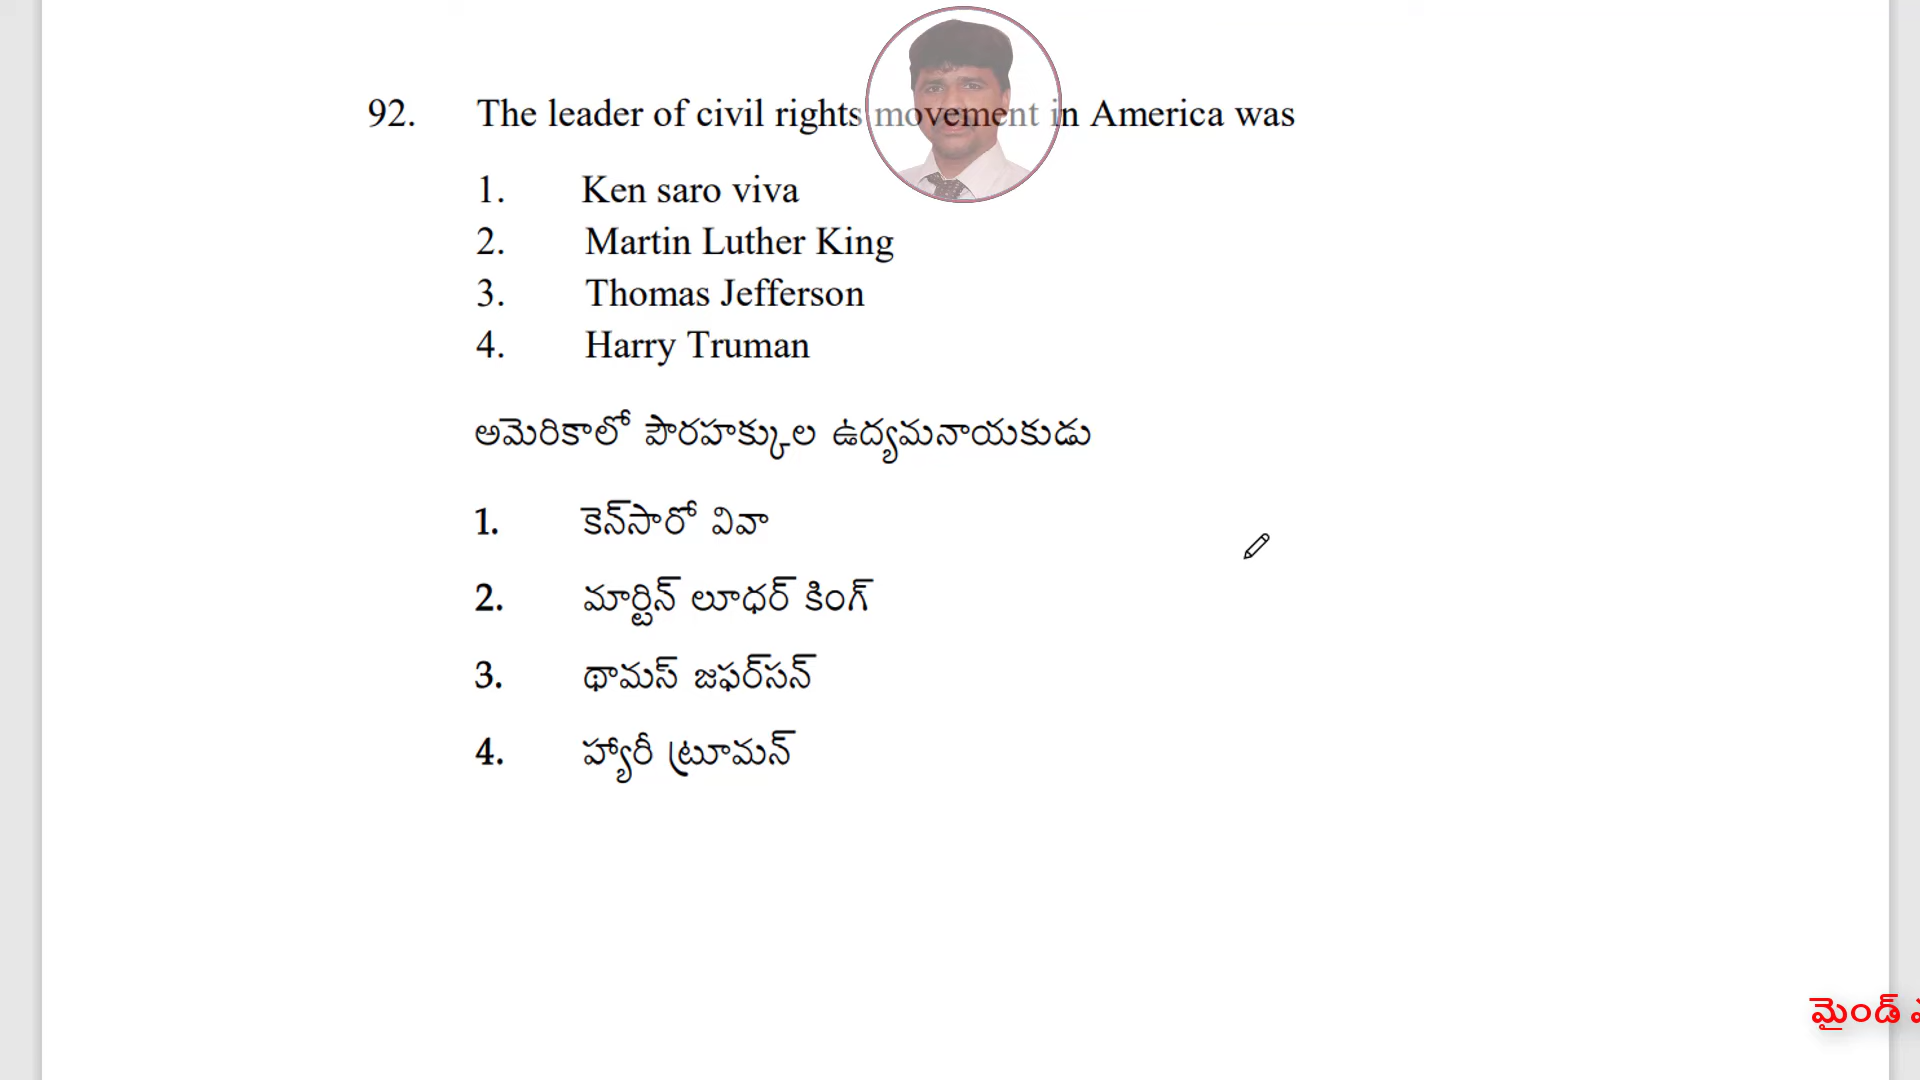 92. The leader of civil rights movement in America was
1. Ken saro viva
2. Martin Luther King
3. Thomas Jefferson
4. Harry Truman
అమెరికాలో పౌరహక్కుల ఉద్యమనాయకుడు
1. కెన్‌సారో వివా
2. మార్టిన్ లూథర్ కింగ్
3. థామస్ జఫర్‌సన్
4. హ్యారీ ట్రూమన్
మైండ్